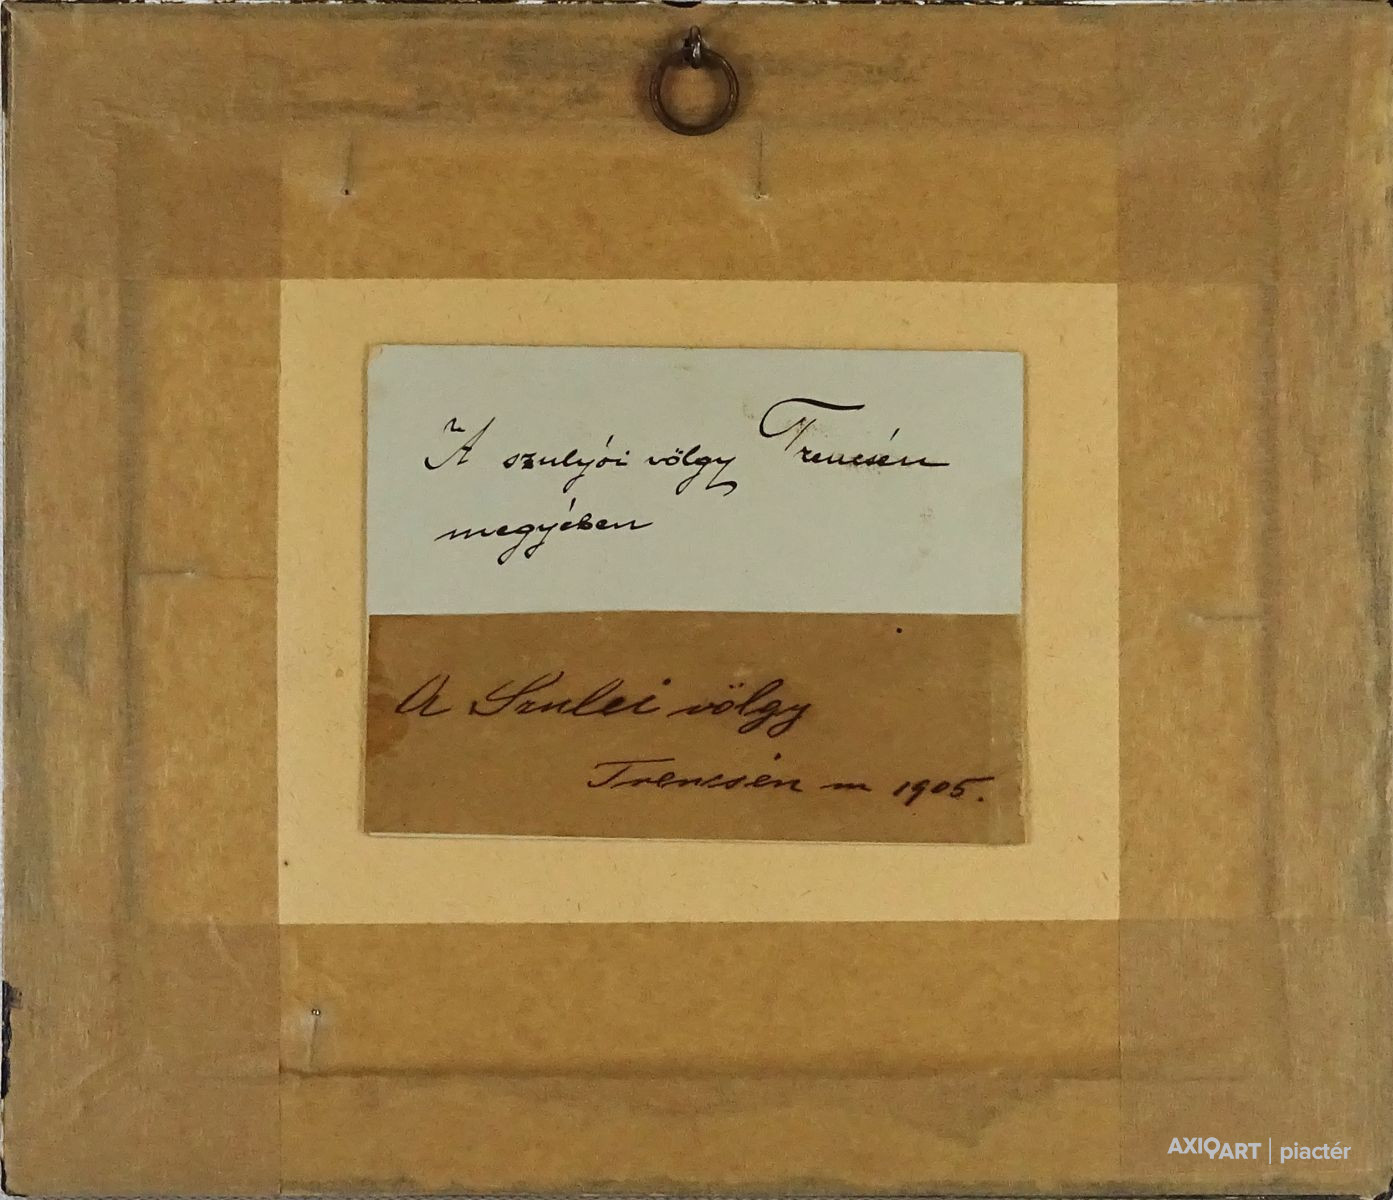 A szulyói völgy Trencsén
megyében
A Szulei völgy
Trencsén m 1905.
AXIOART | piactér